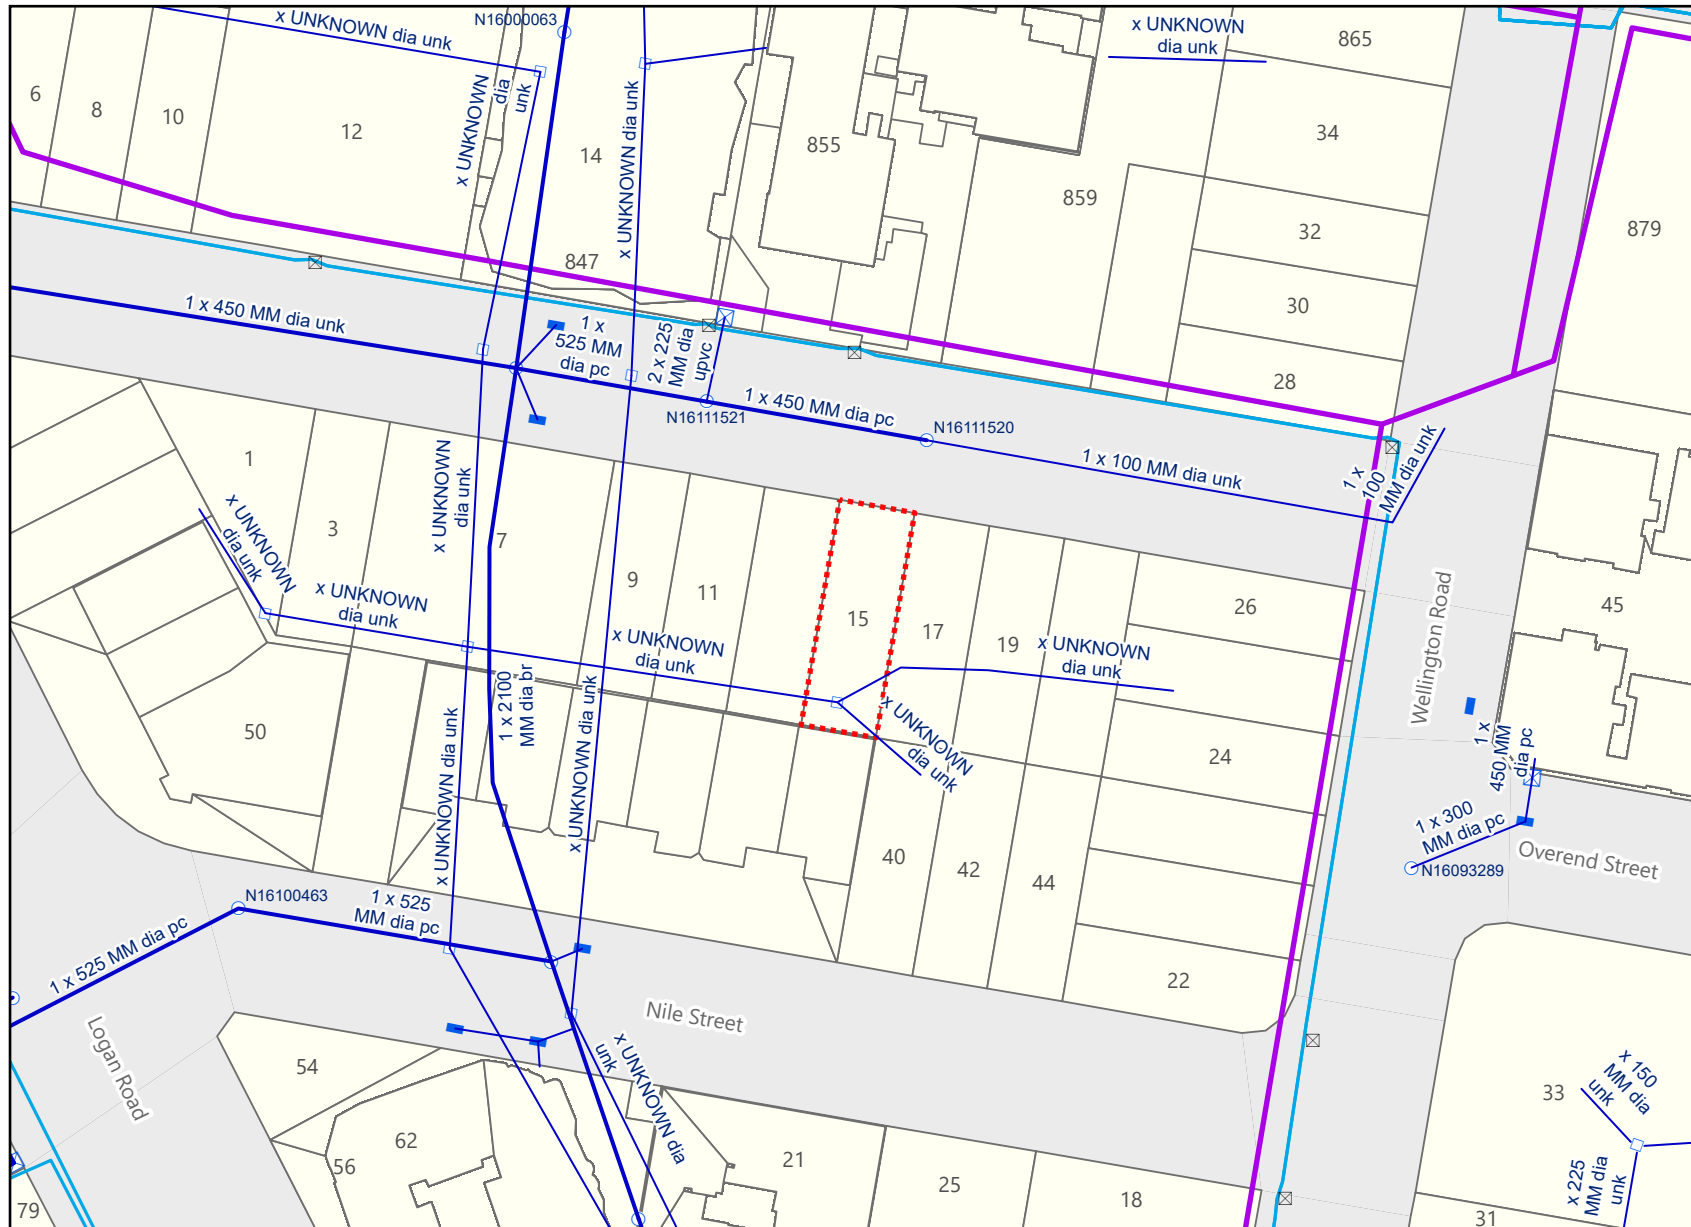 x UNKNOWN dia unk
N16000063
x UNKNOWN
dia unk
865
6
8
10
12
x UNKNOWN
dia
unk
14
x UNKNOWN dia unk
855
34
859
32
879
847
30
28
1 x 450 MM dia unk
1 x
525 MM
dia pc
2 x 225
MM dia
upvc
N16111521
1 x 450 MM dia pc
N16111520
1 x 100 MM dia unk
1 x
100
MM dia unk
1
3
7
9
11
15
17
19
26
45
x UNKNOWN
dia unk
x UNKNOWN
dia unk
x UNKNOWN
dia unk
x UNKNOWN
dia unk
x UNKNOWN
dia unk
x UNKNOWN
dia unk
Wellington Road
1 x 2100
MM dia br
x UNKNOWN dia unk
x UNKNOWN dia unk
50
24
1 x
450 MM
dia pc
1 x 300
MM dia pc
N16093289
Overend Street
40
42
44
22
N16100463
1 x 525
MM dia pc
1 x 525 MM dia pc
Nile Street
Logan Road
x UNKNOWN dia
unk
54
62
56
21
25
18
33
31
79
x 150
MM dia
unk
x 225
MM dia
unk